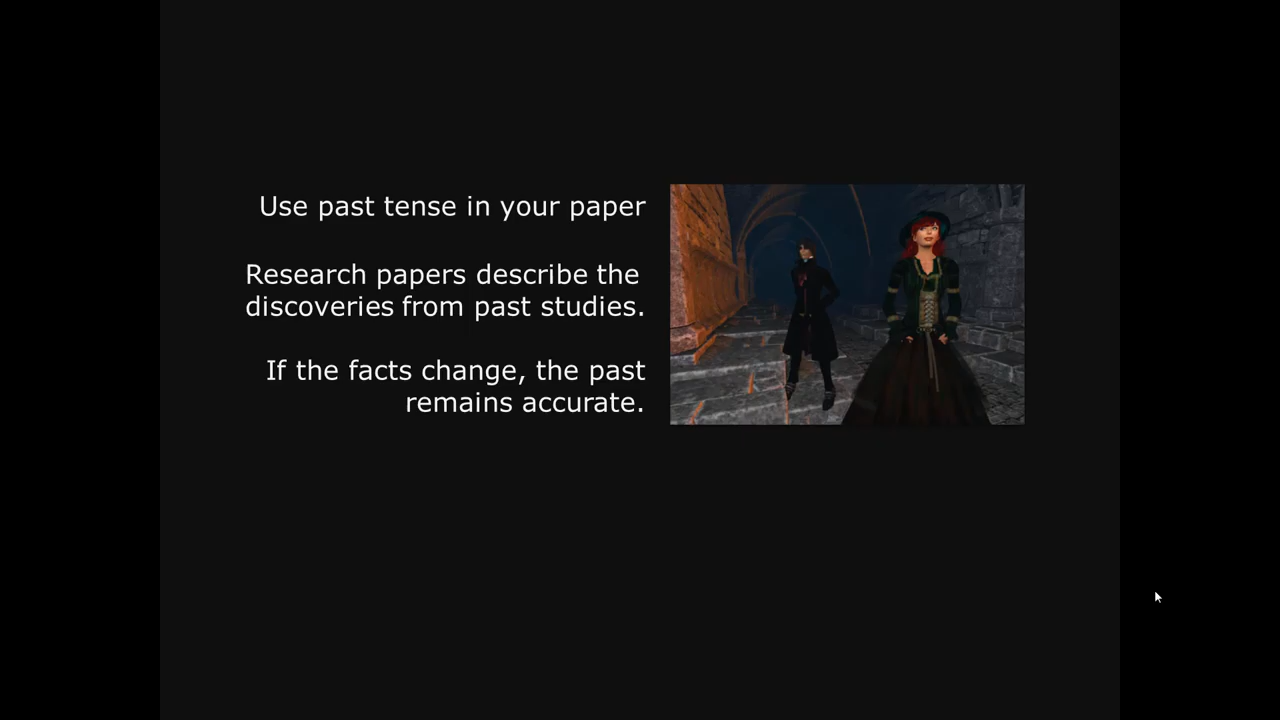 Use past tense in your paper
Research papers describe the
discoveries from past studies.
If the facts change, the past
remains accurate.